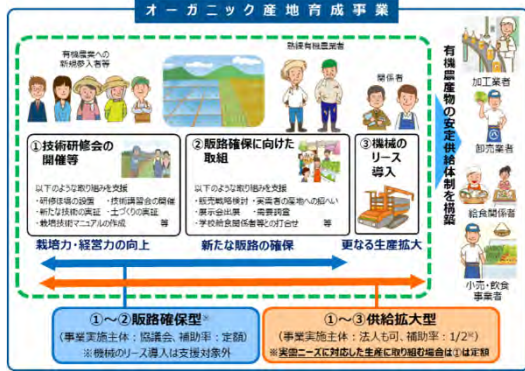 オーガニック産地育成事業
有機農業への
新規参入者等
熟練有機農業者
関係者
①技術研修会の
開催等
以下のような取り組みを支援
・研修ほ場の設置 ・技術講習会の開催
・新たな技術の実証 ・土づくりの実証
・栽培技術マニュアルの作成 等
②販路確保に向けた
取組
以下のような取り組みを支援
・販売戦略検討 ・実需者の産地への招へい
・展示会出展 ・需要調査
・学校給食関係者等との打合せ 等
③機械の
リース
導入
栽培力・経営力の向上
新たな販路の確保
更なる生産拡大
有機農産物の安定供給体制を構築
加工業者
卸売業者
給食関係者
小売・飲食
事業者
①～②販路確保型※
(事業実施主体：協議会、補助率：定額)
※機械のリース導入は支援対象外
①～③供給拡大型
(事業実施主体：法人も可、補助率：1/2※)
※実需ニーズに対応した生産に取り組む場合は①は定額